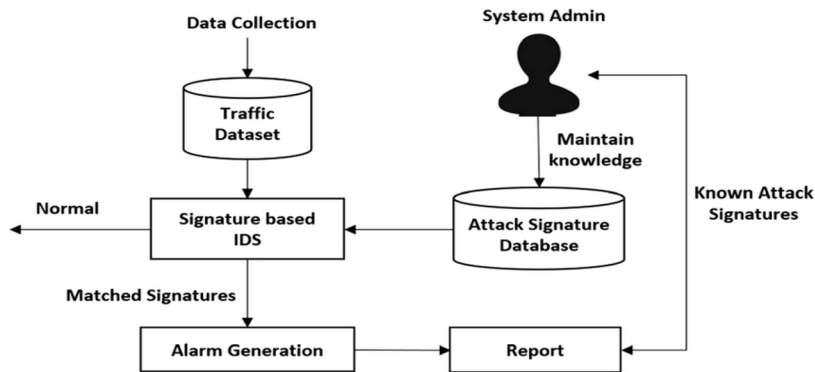 Data Collection
System Admin
Traffic
Dataset
Maintain
knowledge
Normal
Signature based
IDS
Attack Signature
Database
Known Attack
Signatures
Matched Signatures
Alarm Generation
Report